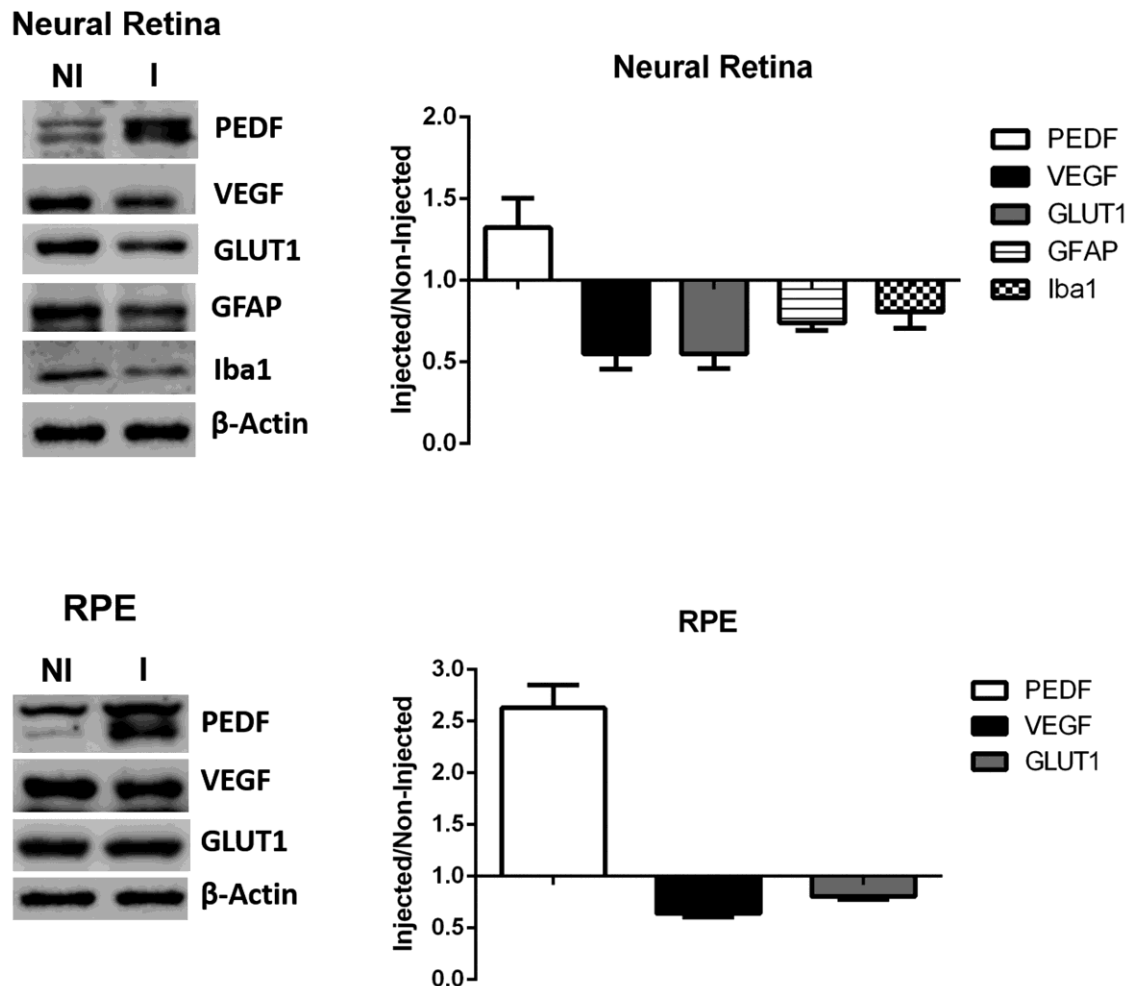 Neural Retina
NI I
PEDF
VEGF
GLUT1
GFAP
Iba1
β-Actin
Neural Retina
Injected/Non-Injected
2.0
1.5
1.0
0.5
0.0
PEDF
VEGF
GLUT1
GFAP
Iba1
RPE
NI I
PEDF
VEGF
GLUT1
β-Actin
RPE
Injected/Non-Injected
3.0
2.5
2.0
1.5
1.0
0.5
0.0
PEDF
VEGF
GLUT1